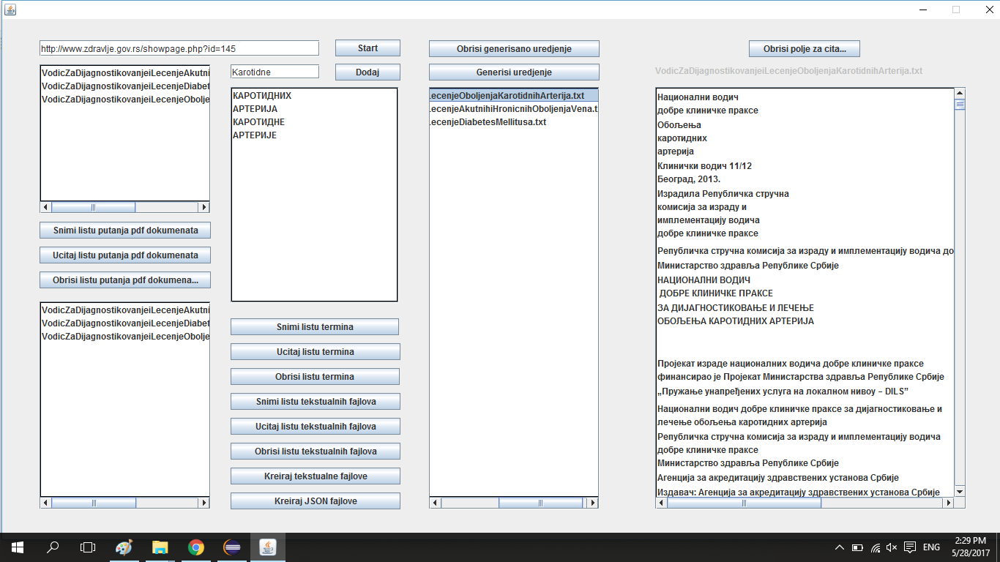 http://www.zdravlje.gov.rs/showpage.php?id=145
Start
VodicZaDijagnostikovanjeiLecenjeAkutni
VodicZaDijagnostikovanjeiLecenjeDiabet
VodicZaDijagnostikovanjeiLecenjeObolje
Snimi listu putanja pdf dokumenata
Ucitaj listu putanja pdf dokumenata
Obrisi listu putanja pdf dokumena...
VodicZaDijagnostikovanjeiLecenjeAkutni
VodicZaDijagnostikovanjeiLecenjeDiabet
VodicZaDijagnostikovanjeiLecenjeObolje
Karotidne
Dodaj
КАРОТИДНИХ
АРТЕРИЈА
КАРОТИДНЕ
АРТЕРИЈЕ
Snimi listu termina
Ucitaj listu termina
Obrisi listu termina
Snimi listu tekstualnih fajlova
Ucitaj listu tekstualnih fajlova
Obrisi listu tekstualnih fajlova
Kreiraj tekstualne fajlove
Kreiraj JSON fajlove
Obrisi generisano uredjenje
Generisi uredjenje
LecenjeOboljenjaKarotidnihArterija.txt
LecenjeAkutnihiHronicnihOboljenjaVena.t
LecenjeDiabetesMellitusa.txt
Obrisi polje za cita...
VodicZaDijagnostikovanjeiLecenjeOboljenjaKarotidnihArterija.txt
Национални водич
добре клиничке праксе
Обољења
каротидних
артерија
Клинички водич 11/12
Београд, 2013.
Израдила Републичка стручна
комисија за израду и
имплементацију водича
добре клиничке праксе
Републичка стручна комисија за израду и имплементацију водича до
Министарство здравља Републике Србије
НАЦИОНАЛНИ ВОДИЧ
ДОБРЕ КЛИНИЧКЕ ПРАКСЕ
ЗА ДИЈАГНОСТИКОВАЊЕ И ЛЕЧЕЊЕ
ОБОЉЕЊА КАРОТИДНИХ АРТЕРИЈА
Пројекат израде националних водича добре клиничке праксе
финансирао је Пројекат Министарства здравља Републике Србије
„Пружање унапређених услуга на локалном нивоу – DILS”
Национални водич добре клиничке праксе за дијагностиковање и
лечење обољења каротидних артерија
Републичка стручна комисија за израду и имплементацију водича
добре клиничке праксе
Министарство здравља Републике Србије
Агенција за акредитацију здравствених установа Србије
Издавач: Агенција за акредитацију здравствених установа Србије
ENG
2:29 PM
5/28/2017